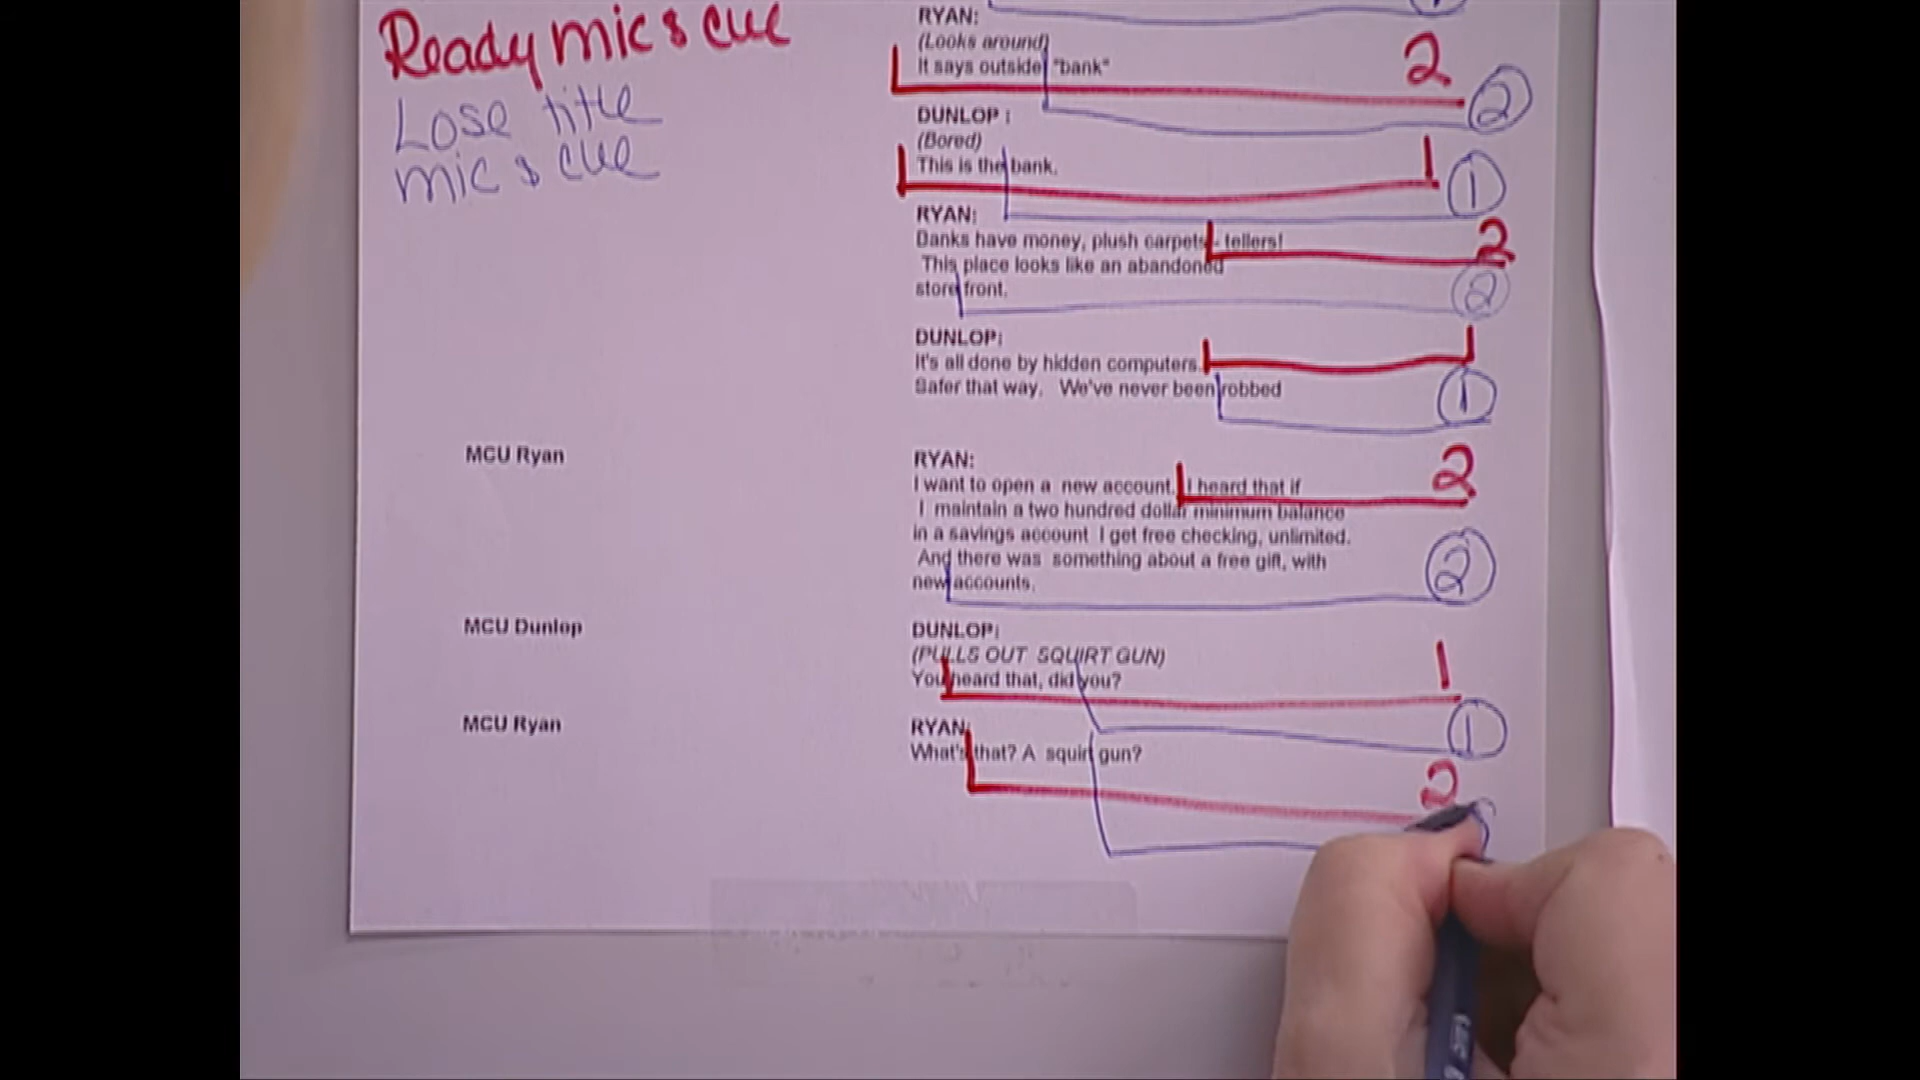 Ready mic & cue
Lose title
mic & cue
RYAN:
(Looks around)
It says outside "bank"
2
2
DUNLOP :
(Bored)
This is the bank.
1
1
RYAN:
Banks have money, plush carpets - tellers!
This place looks like an abandoned
store front.
2
2
DUNLOP:
It's all done by hidden computers.
Safer that way. We've never been robbed
1
1
MCU Ryan
RYAN:
I want to open a new account. I heard that if
I maintain a two hundred dollar minimum balance
in a savings account I get free checking, unlimited.
And there was something about a free gift, with
new accounts.
2
2
MCU Dunlop
DUNLOP:
(PULLS OUT SQUIRT GUN)
You heard that, did you?
1
1
MCU Ryan
RYAN:
What's that? A squirt gun?
2